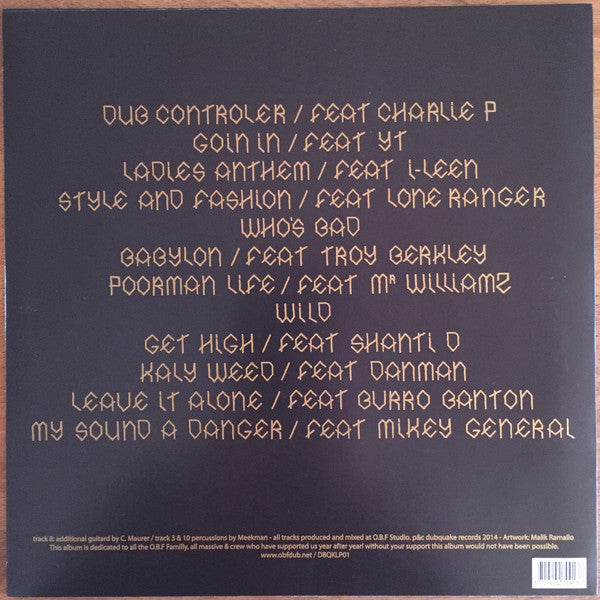 DUB CONTROLER / FEAT CHARLIE P
GOIN IN / FEAT YT
LADIES ANTHEM / FEAT I-LEEN
STYLE AND FASHION / FEAT LONE RANGER
WHO'S BAD
BABYLON / FEAT TROY BERKLEY
POORMAN LIFE / FEAT MR WILLIAMZ
WILD
GET HIGH / FEAT SHANTI D
KALY WEED / FEAT DANMAN
LEAVE IT ALONE / FEAT BURRO BANTON
MY SOUND A DANGER / FEAT MIKEY GENERAL
track 8: additional guitard by C. Maurer / track 3 & 10 percussions by Meekman - all tracks produced and mixed at O.B.F Studio. p&c dubquake records 2014 - Artwork: Malik Ramallo
This album is dedicated to all the O.B.F Familly, all massive & crew who have supported us year after year! without your support this album would not have been possible.
www.obfdub.net / DBQKLP01